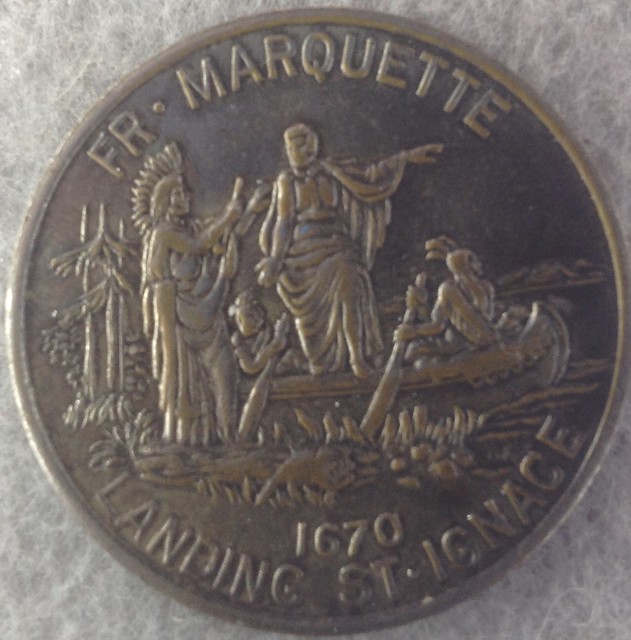 FR. MARQUETTE
1670
LANDING ST. IGNACE